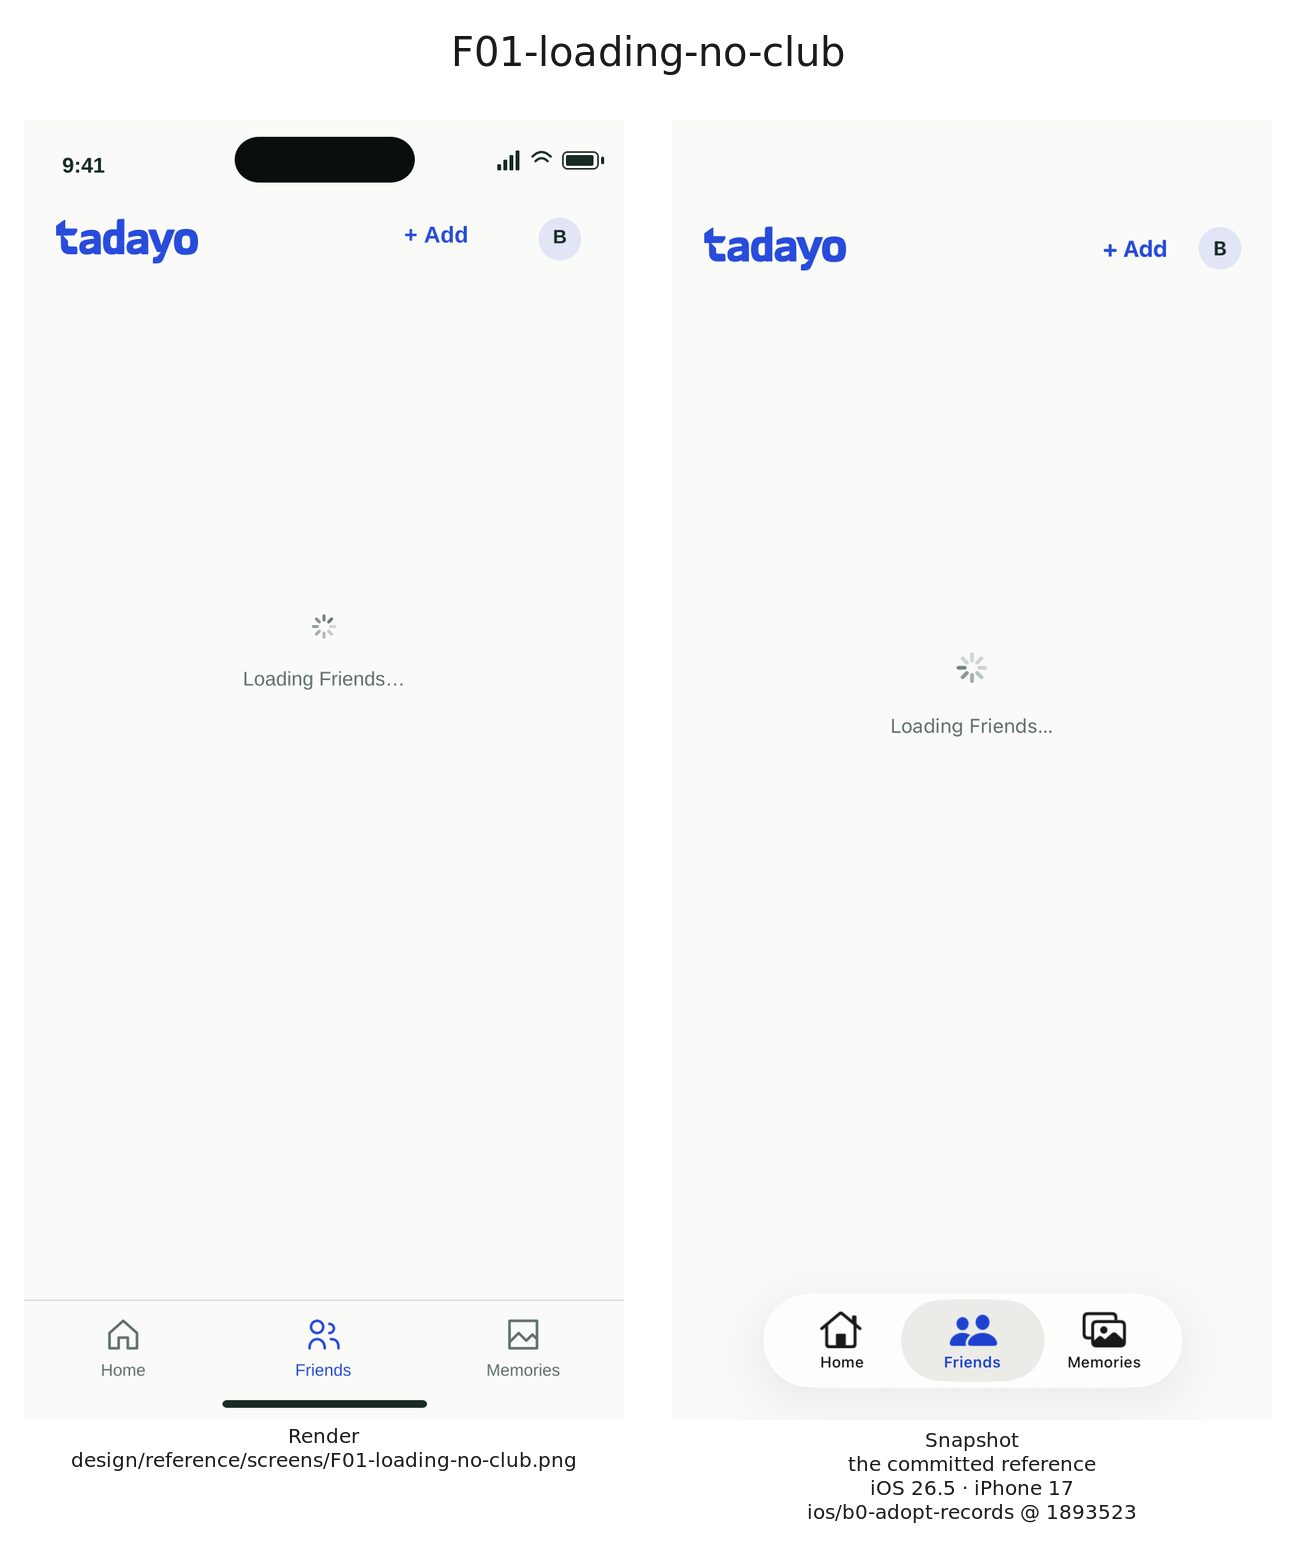 F01-loading-no-club
9:41
tadayo
+ Add
B
Loading Friends...
Home
Friends
Memories
Render
design/reference/screens/F01-loading-no-club.png
tadayo
+ Add
B
Loading Friends...
Home
Friends
Memories
Snapshot
the committed reference
iOS 26.5 · iPhone 17
ios/b0-adopt-records @ 1893523